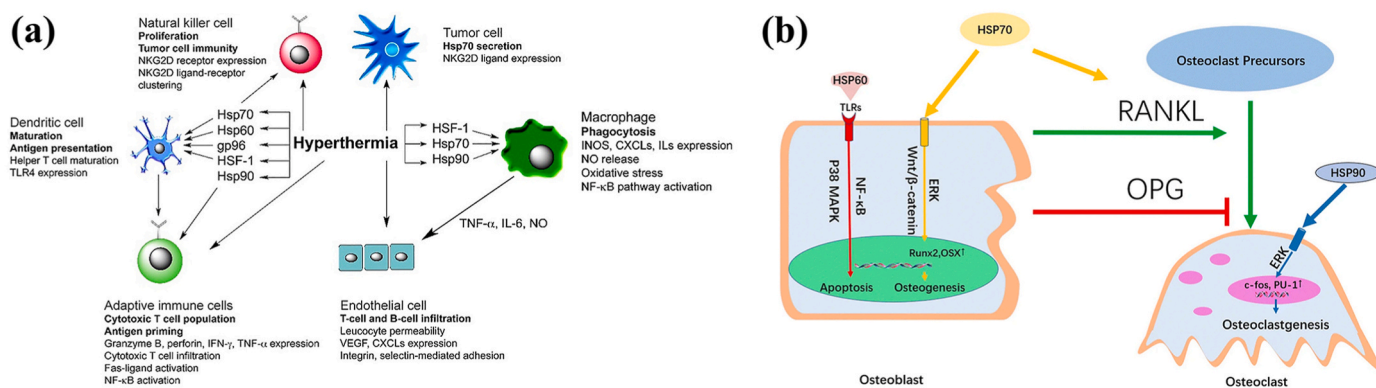 (a)
Natural killer cell
Proliferation
Tumor cell immunity
NKG2D receptor expression
NKG2D ligand-receptor
clustering
Tumor cell
Hsp70 secretion
NKG2D ligand expression
Dendritic cell
Maturation
Antigen presentation
Helper T cell maturation
TLR4 expression
Hsp70
Hsp60
gp96
HSF-1
Hsp90
Hyperthermia
HSF-1
Hsp70
Hsp90
Macrophage
Phagocytosis
INOS, CXCLs, ILs expression
NO release
Oxidative stress
NF-κB pathway activation
TNF-α, IL-6, NO
Adaptive immune cells
Cytotoxic T cell population
Antigen priming
Granzyme B, perforin, IFN-γ, TNF-α expression
Cytotoxic T cell infiltration
Fas-ligand activation
NF-κB activation
Endothelial cell
T-cell and B-cell infiltration
Leucocyte permeability
VEGF, CXCLs expression
Integrin, selectin-mediated adhesion
(b)
HSP70
HSP60
TLRs
Osteoclast Precursors
RANKL
OPG
HSP90
P38 MAPK
NF-κB
Wnt/β-catenin
ERK
Runx2,OSX↑
Apoptosis
Osteogenesis
ERK
c-fos, PU-1↑
Osteoclastgenesis
Osteoblast
Osteoclast